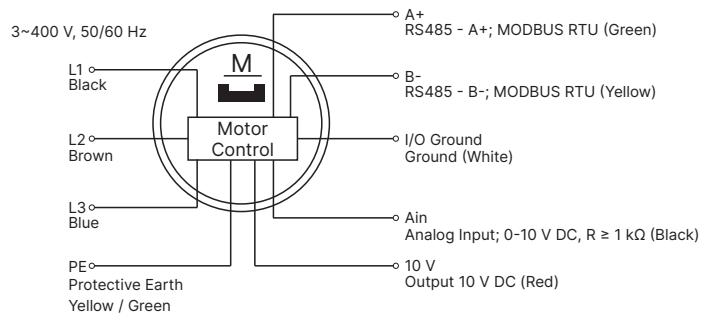 3~400 V, 50/60 Hz
L1
Black
L2
Brown
L3
Blue
PE
Protective Earth
Yellow / Green
M
Motor
Control
A+
RS485 - A+; MODBUS RTU (Green)
B-
RS485 - B-; MODBUS RTU (Yellow)
I/O Ground
Ground (White)
Ain
Analog Input; 0-10 V DC, R ≥ 1 kΩ (Black)
10 V
Output 10 V DC (Red)